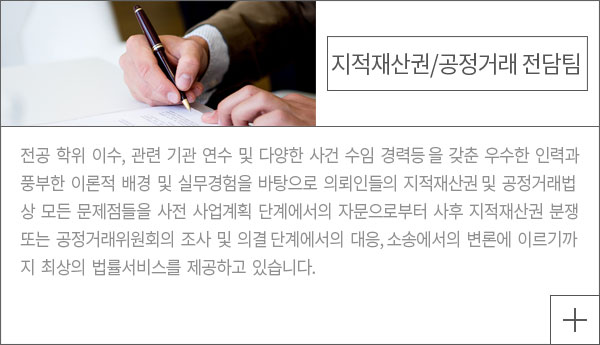 지적재산권/공정거래 전담팀
전공 학위 이수, 관련 기관 연수 및 다양한 사건 수임 경력등을 갖춘 우수한 인력과
풍부한 이론적 배경 및 실무경험을 바탕으로 의뢰인들의 지적재산권 및 공정거래법
상 모든 문제점들을 사전 사업계획 단계에서의 자문으로부터 사후 지적재산권 분쟁
또는 공정거래위원회의 조사 및 의결 단계에서의 대응, 소송에서의 변론에 이르기까
지 최상의 법률서비스를 제공하고 있습니다.